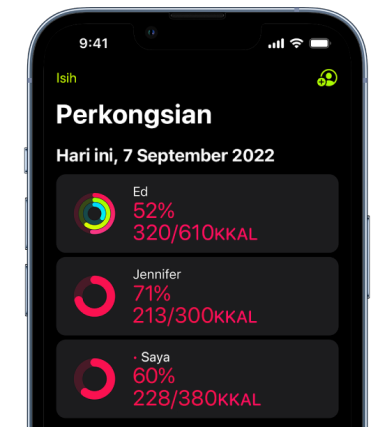 9:41
Isih
Perkongsian
Hari ini, 7 September 2022
Ed
52%
320/610KKAL
Jennifer
71%
213/300KKAL
• Saya
60%
228/380KKAL